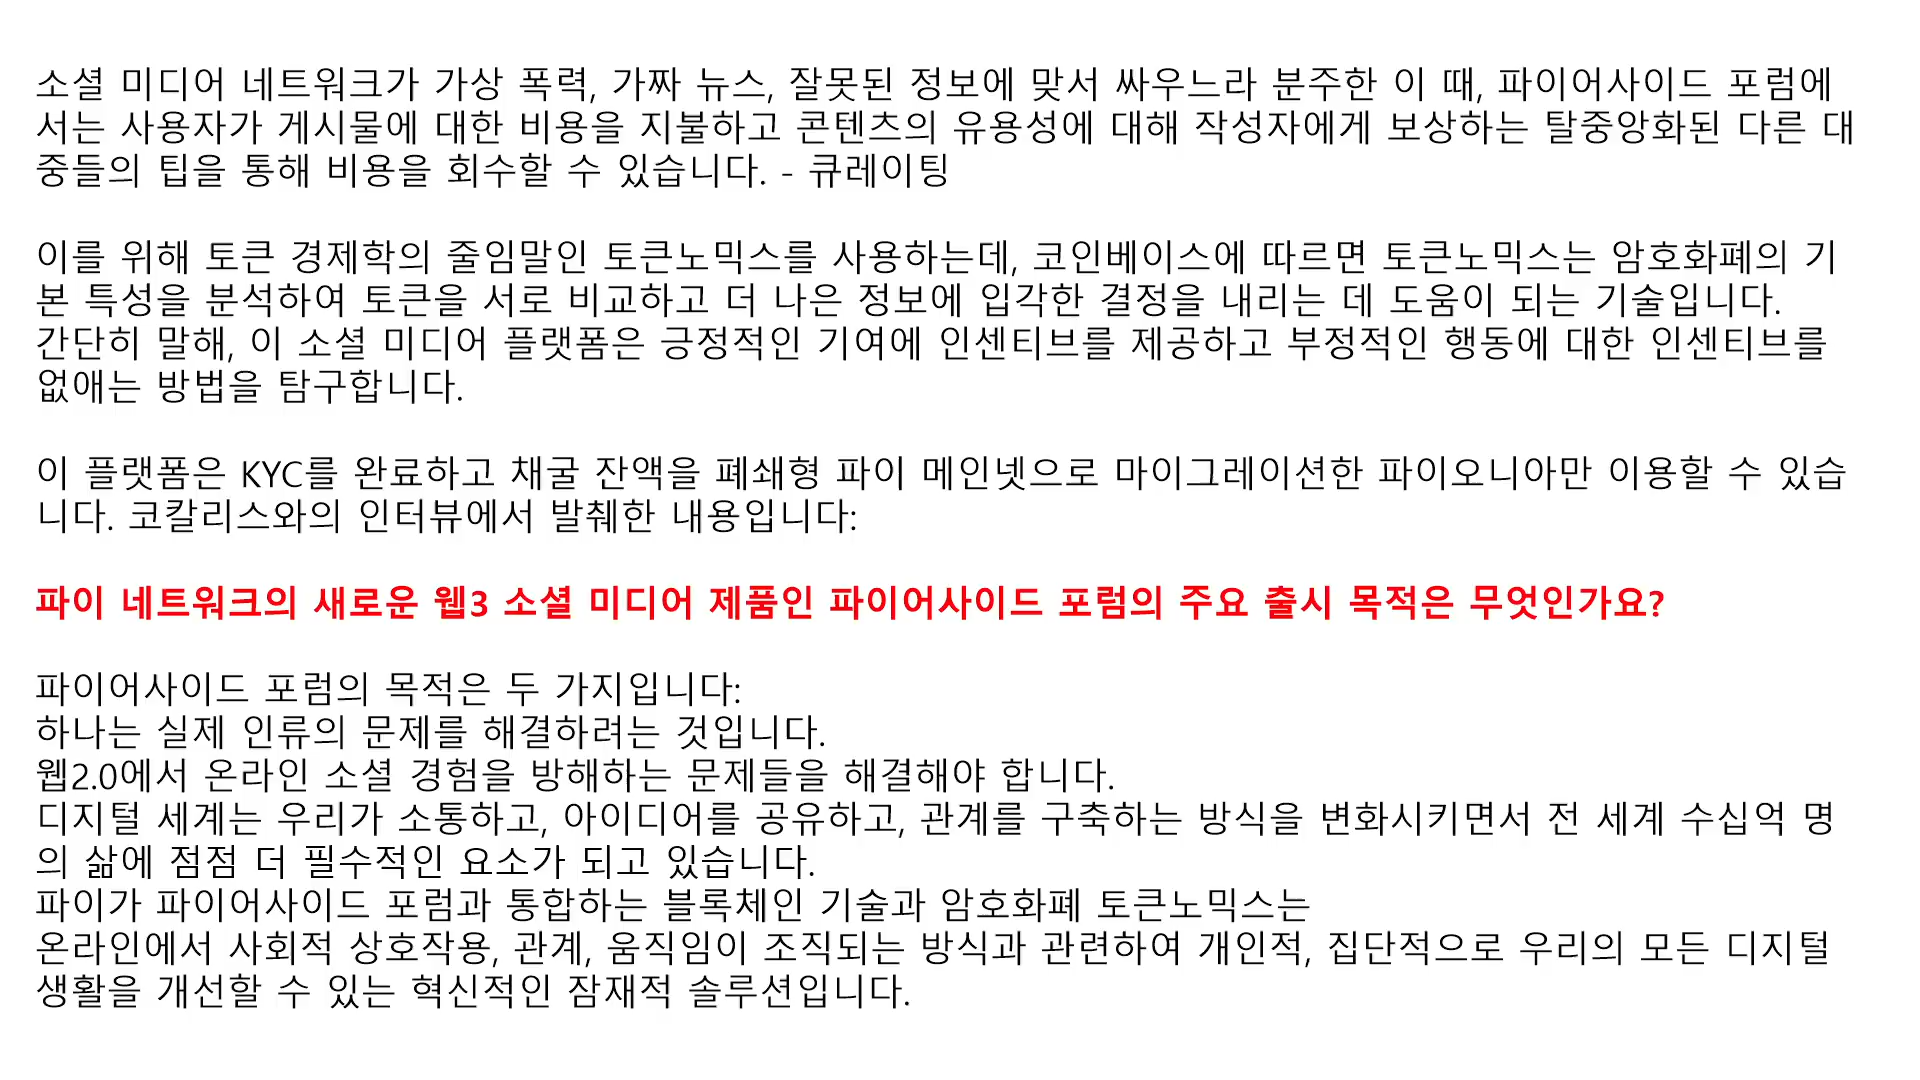 소셜 미디어 네트워크가 가상 폭력, 가짜 뉴스, 잘못된 정보에 맞서 싸우느라 분주한 이 때, 파이어사이드 포럼에
서는 사용자가 게시물에 대한 비용을 지불하고 콘텐츠의 유용성에 대해 작성자에게 보상하는 탈중앙화된 다른 대
중들의 팁을 통해 비용을 회수할 수 있습니다. - 큐레이팅
이를 위해 토큰 경제학의 줄임말인 토큰노믹스를 사용하는데, 코인베이스에 따르면 토큰노믹스는 암호화폐의 기
본 특성을 분석하여 토큰을 서로 비교하고 더 나은 정보에 입각한 결정을 내리는 데 도움이 되는 기술입니다.
간단히 말해, 이 소셜 미디어 플랫폼은 긍정적인 기여에 인센티브를 제공하고 부정적인 행동에 대한 인센티브를
없애는 방법을 탐구합니다.
이 플랫폼은 KYC를 완료하고 채굴 잔액을 폐쇄형 파이 메인넷으로 마이그레이션한 파이오니아만 이용할 수 있습
니다. 코칼리스와의 인터뷰에서 발췌한 내용입니다:
파이 네트워크의 새로운 웹3 소셜 미디어 제품인 파이어사이드 포럼의 주요 출시 목적은 무엇인가요?
파이어사이드 포럼의 목적은 두 가지입니다:
하나는 실제 인류의 문제를 해결하려는 것입니다.
웹2.0에서 온라인 소셜 경험을 방해하는 문제들을 해결해야 합니다.
디지털 세계는 우리가 소통하고, 아이디어를 공유하고, 관계를 구축하는 방식을 변화시키면서 전 세계 수십억 명
의 삶에 점점 더 필수적인 요소가 되고 있습니다.
파이가 파이어사이드 포럼과 통합하는 블록체인 기술과 암호화폐 토큰노믹스는
온라인에서 사회적 상호작용, 관계, 움직임이 조직되는 방식과 관련하여 개인적, 집단적으로 우리의 모든 디지털
생활을 개선할 수 있는 혁신적인 잠재적 솔루션입니다.